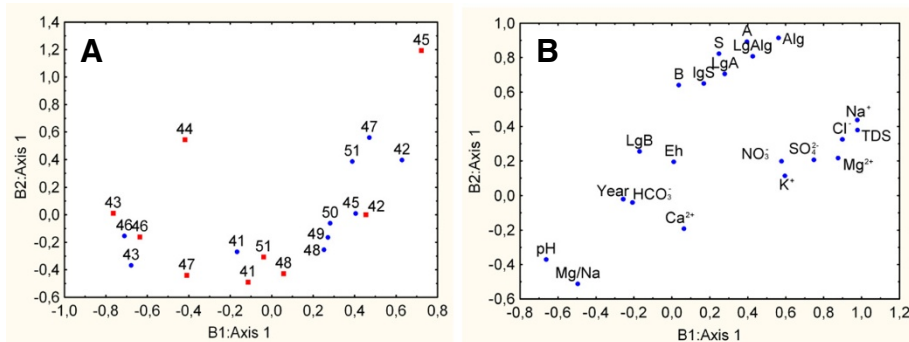 A
1,4
1,2
1,0
0,8
0,6
0,4
0,2
0,0
-0,2
-0,4
-0,6
B2:Axis 1
45
44
47
51
42
43
46
46
43
47
41
41
51
48
50
49
48
45
42
-1,0 -0,8 -0,6 -0,4 -0,2 0,0 0,2 0,4 0,6 0,8
B1:Axis 1
B
1,0
0,8
0,6
0,4
0,2
0,0
0,2
0,4
0,6
B2:Axis 1
A
Alg
S
LgAlg
LgA
lgS
B
Na⁺
Cl⁻
TDS
LgB
Eh
NO₃⁻
SO₄²⁻
Mg²⁺
K⁺
Year
HCO₃⁻
Ca²⁺
pH
Mg/Na
-0,8 -0,6 -0,4 -0,2 0,0 0,2 0,4 0,6 0,8 1,0 1,2
B1:Axis 1